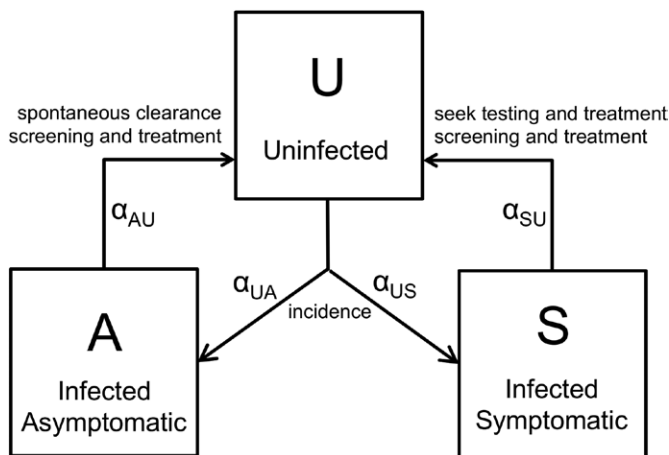 U
Uninfected
spontaneous clearance
screening and treatment
seek testing and treatment
screening and treatment
αAU
αSU
αUA
αUS
incidence
A
Infected
Asymptomatic
S
Infected
Symptomatic